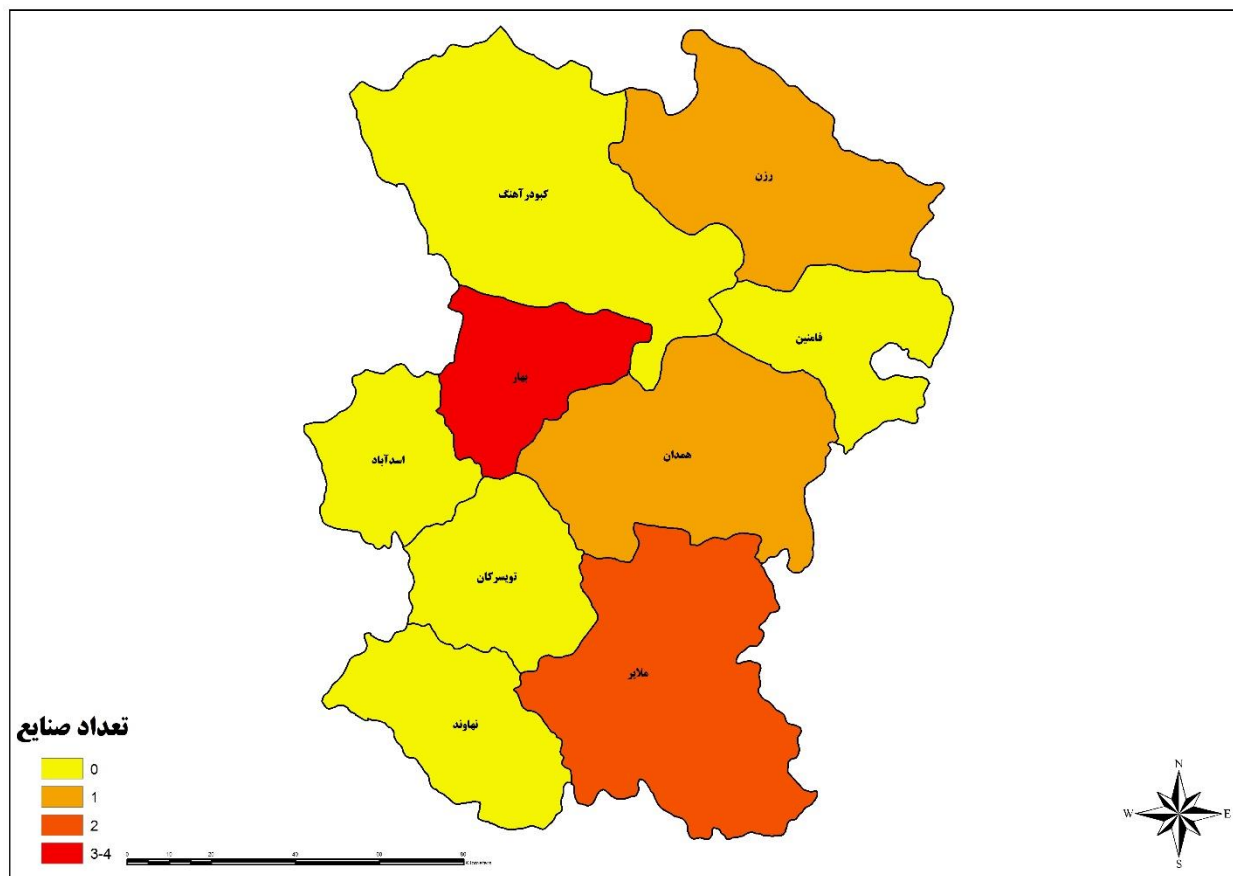 رزن
کبودرآهنگ
فامنین
بهار
همدان
اسدآباد
تویسرکان
ملایر
نهاوند
تعداد صنایع
0
1
2
3-4
N
W
E
S